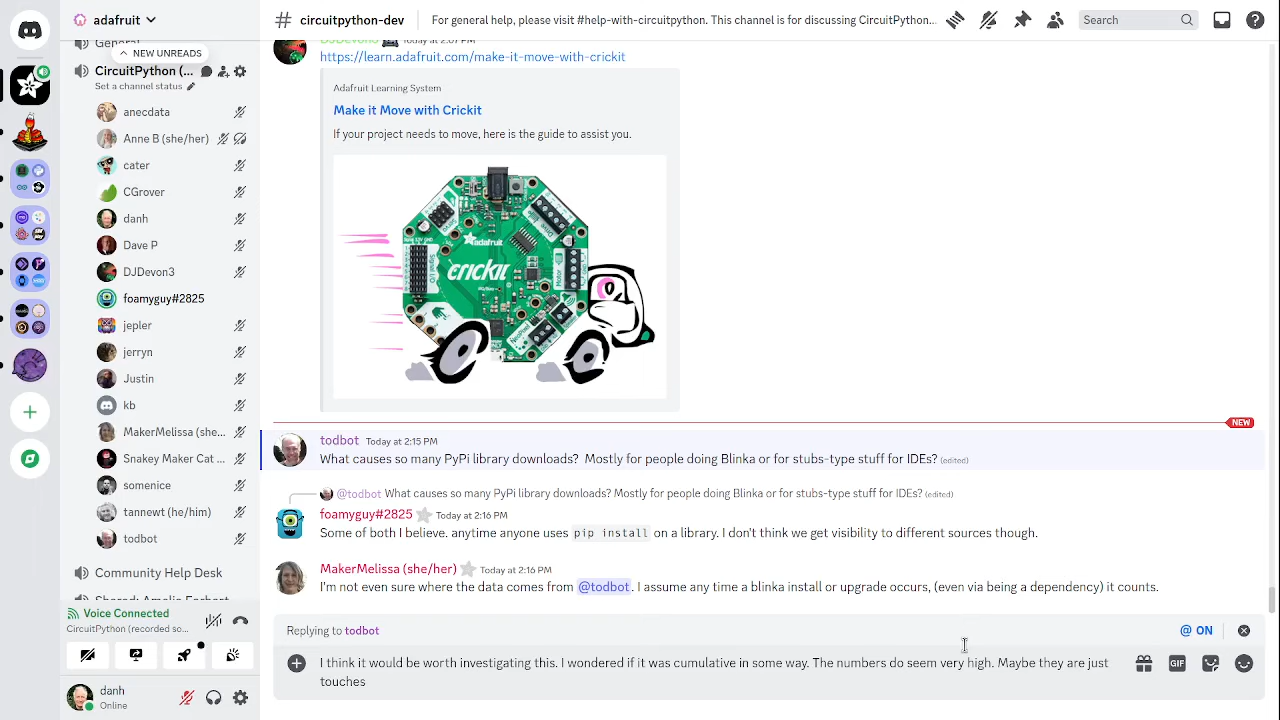 adafruit
# circuitpython-dev
For general help, please visit #help-with-circuitpython. This channel is for discussing CircuitPython...
Search
General
NEW UNREADS
CircuitPython (...
Set a channel status
anecdata
Anne B (she/her)
cater
CGrover
danh
Dave P
DJDevon3
foamyguy#2825
jepler
jerryn
Justin
kb
MakerMelissa (she...
Snakey Maker Cat ...
somenice
tannewt (he/him)
todbot
Community Help Desk
Voice Connected
CircuitPython (recorded so...
danh
Online
DJDevon3 Today at 2:07 PM
https://learn.adafruit.com/make-it-move-with-crickit
Adafruit Learning System
Make it Move with Crickit
If your project needs to move, here is the guide to assist you.
adafruit
crickit
NEW
todbot Today at 2:15 PM
What causes so many PyPi library downloads? Mostly for people doing Blinka or for stubs-type stuff for IDEs? (edited)
@todbot What causes so many PyPi library downloads? Mostly for people doing Blinka or for stubs-type stuff for IDEs? (edited)
foamyguy#2825 Today at 2:16 PM
Some of both I believe. anytime anyone uses pip install on a library. I don't think we get visibility to different sources though.
MakerMelissa (she/her) Today at 2:16 PM
I'm not even sure where the data comes from @todbot. I assume any time a blinka install or upgrade occurs, (even via being a dependency) it counts.
Replying to todbot
@ ON
I think it would be worth investigating this. I wondered if it was cumulative in some way. The numbers do seem very high. Maybe they are just
touches
GIF